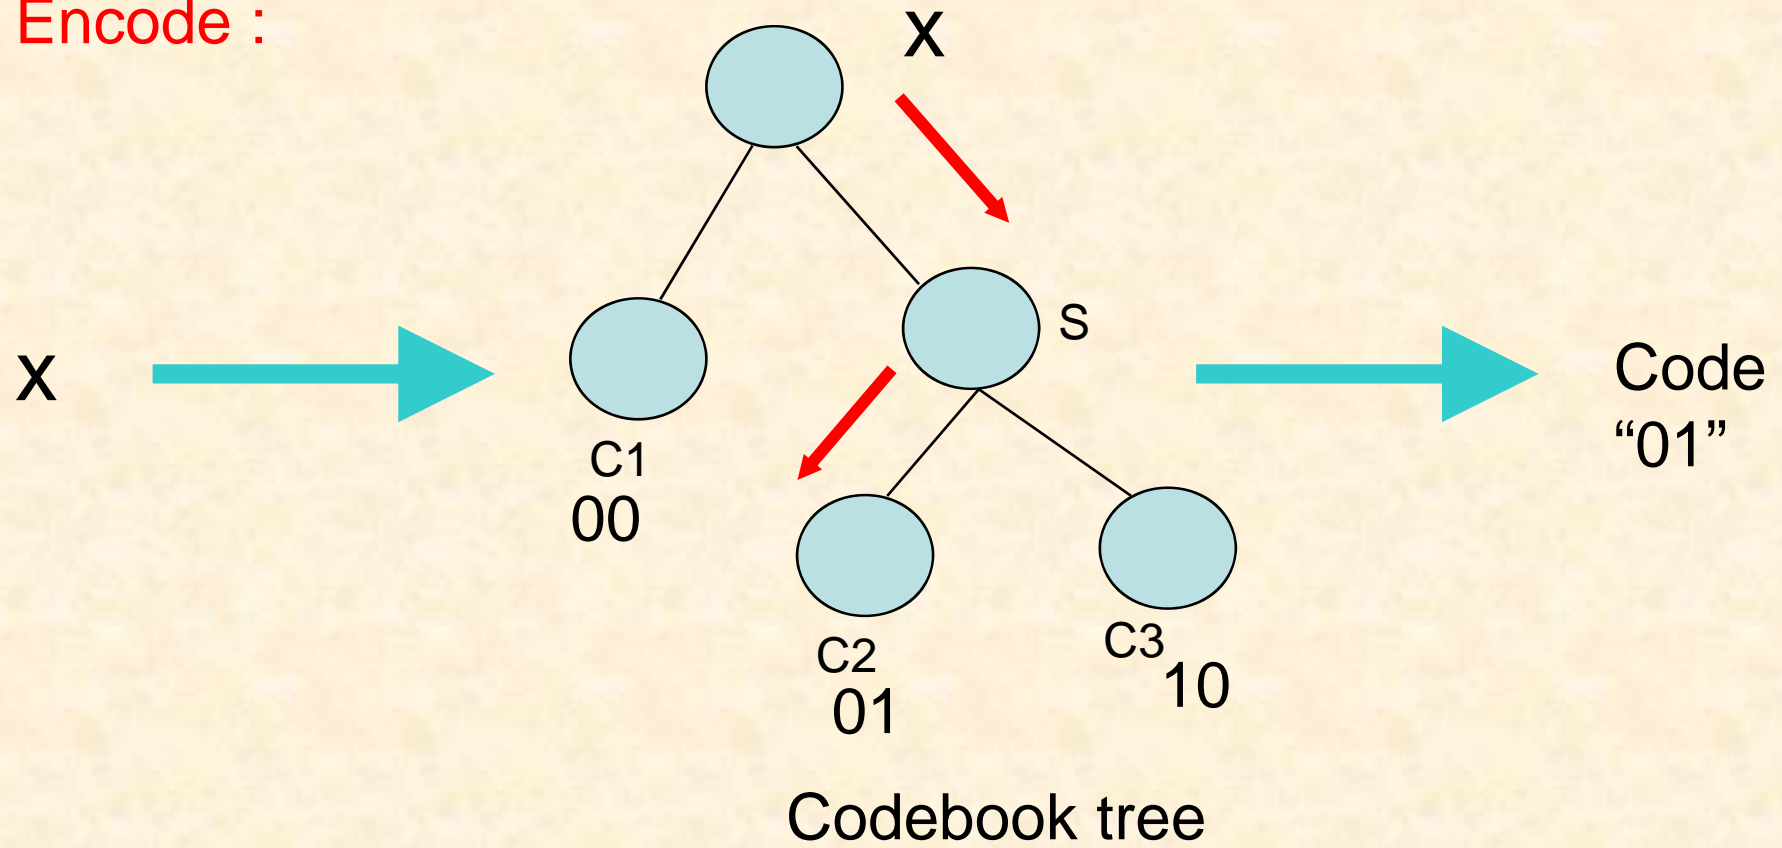 Encode :
X
S
X
Code
“01”
C1
00
C2
01
C3
10
Codebook tree